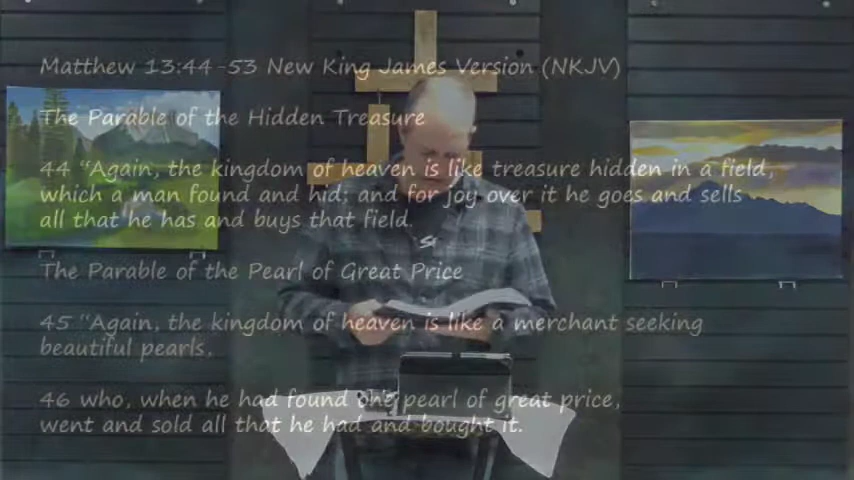 Matthew 13:44-53 New King James Version (NKJV)
The Parable of the Hidden Treasure
44 “Again, the kingdom of heaven is like treasure hidden in a field,
which a man found and hid; and for joy over it he goes and sells
all that he has and buys that field.
The Parable of the Pearl of Great Price
45 “Again, the kingdom of heaven is like a merchant seeking
beautiful pearls,
46 who, when he had found one pearl of great price,
went and sold all that he had and bought it.